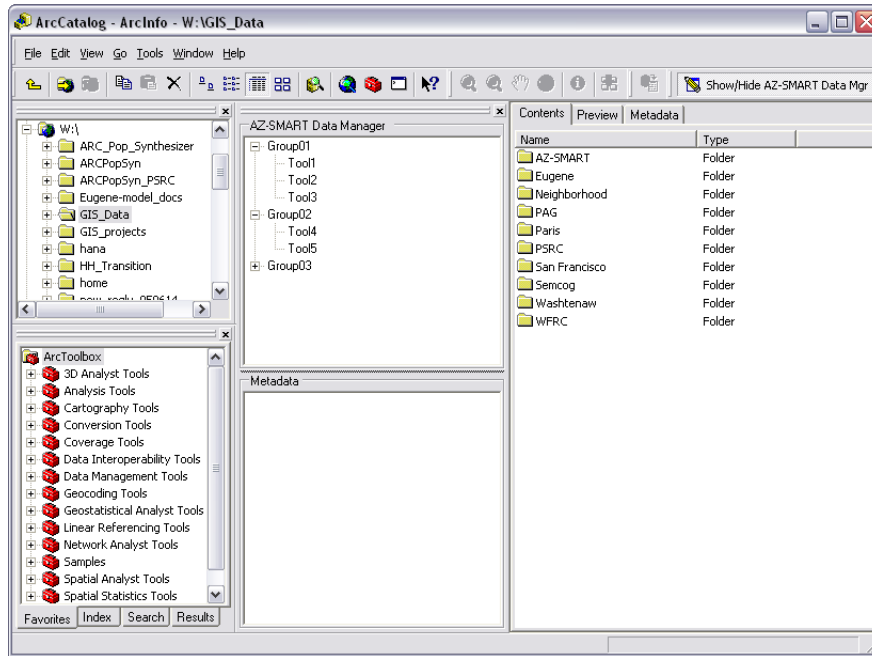 ArcCatalog - ArcInfo - W:\GIS_Data
File Edit View Go Tools Window Help
Show/Hide AZ-SMART Data Mgr
W:\
ARC_Pop_Synthesizer
ARCPopSyn
ARCPopSyn_PSRC
Eugene-model_docs
GIS_Data
GIS_projects
hana
HH_Transition
home
ArcToolbox
3D Analyst Tools
Analysis Tools
Cartography Tools
Conversion Tools
Coverage Tools
Data Interoperability Tools
Data Management Tools
Geocoding Tools
Geostatistical Analyst Tools
Linear Referencing Tools
Network Analyst Tools
Samples
Spatial Analyst Tools
Spatial Statistics Tools
Favorites Index Search Results
AZ-SMART Data Manager
Group01
Tool1
Tool2
Tool3
Group02
Tool4
Tool5
Group03
Metadata
Contents Preview Metadata
Name Type
AZ-SMART Folder
Eugene Folder
Neighborhood Folder
PAG Folder
Paris Folder
PSRC Folder
San Francisco Folder
Semcog Folder
Washtenaw Folder
WFRC Folder